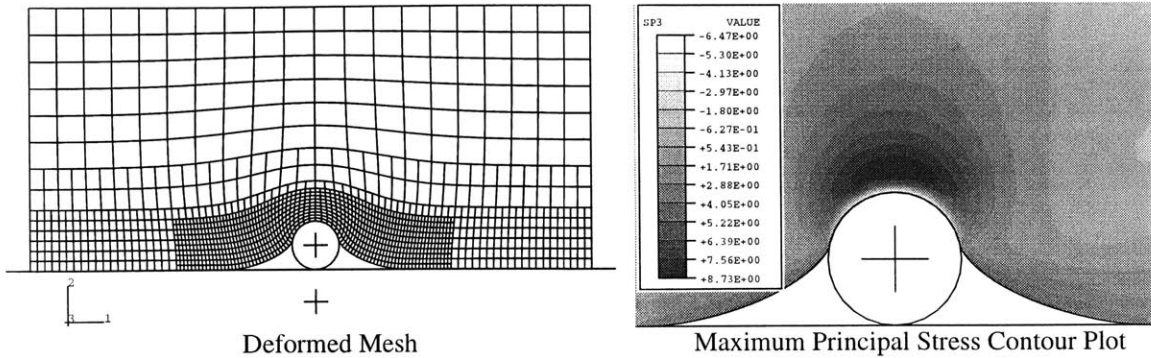 SP3 VALUE
-6.47E+00
-5.30E+00
-4.13E+00
-2.97E+00
-1.80E+00
-6.27E-01
+5.43E-01
+1.71E+00
+2.88E+00
+4.05E+00
+5.22E+00
+6.39E+00
+7.56E+00
+8.73E+00
2
3 1
Deformed Mesh
Maximum Principal Stress Contour Plot